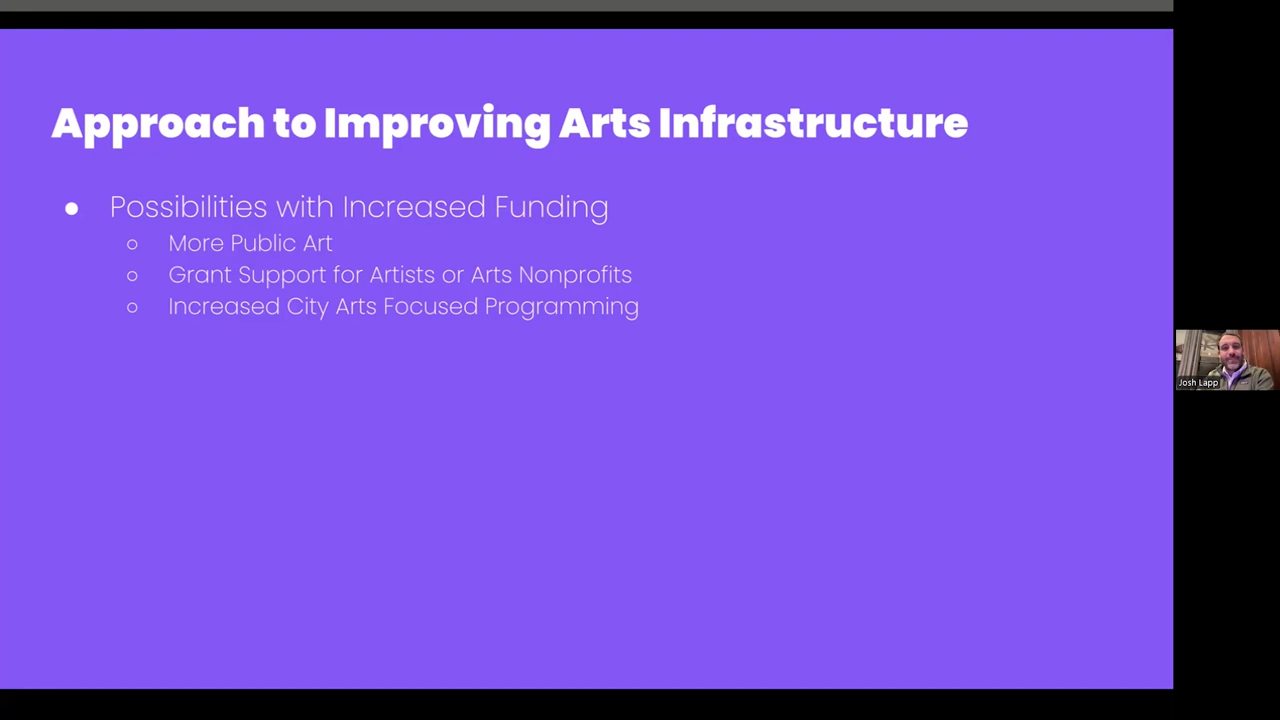 Approach to Improving Arts Infrastructure
● Possibilities with Increased Funding
○ More Public Art
○ Grant Support for Artists or Arts Nonprofits
○ Increased City Arts Focused Programming
Josh Lapp